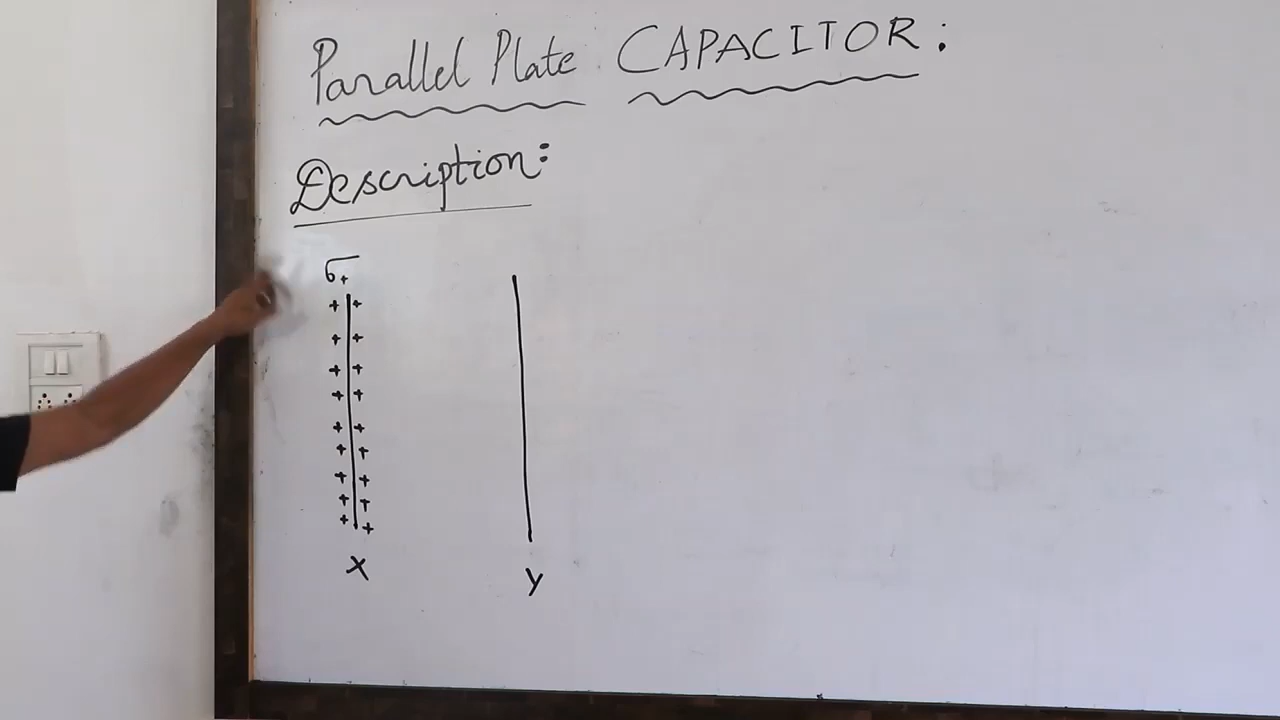 Parallel Plate CAPACITOR:
Description:
σ+
+ +
+ +
+ +
+ +
+ +
+ +
+ +
+ +
+ +
X Y